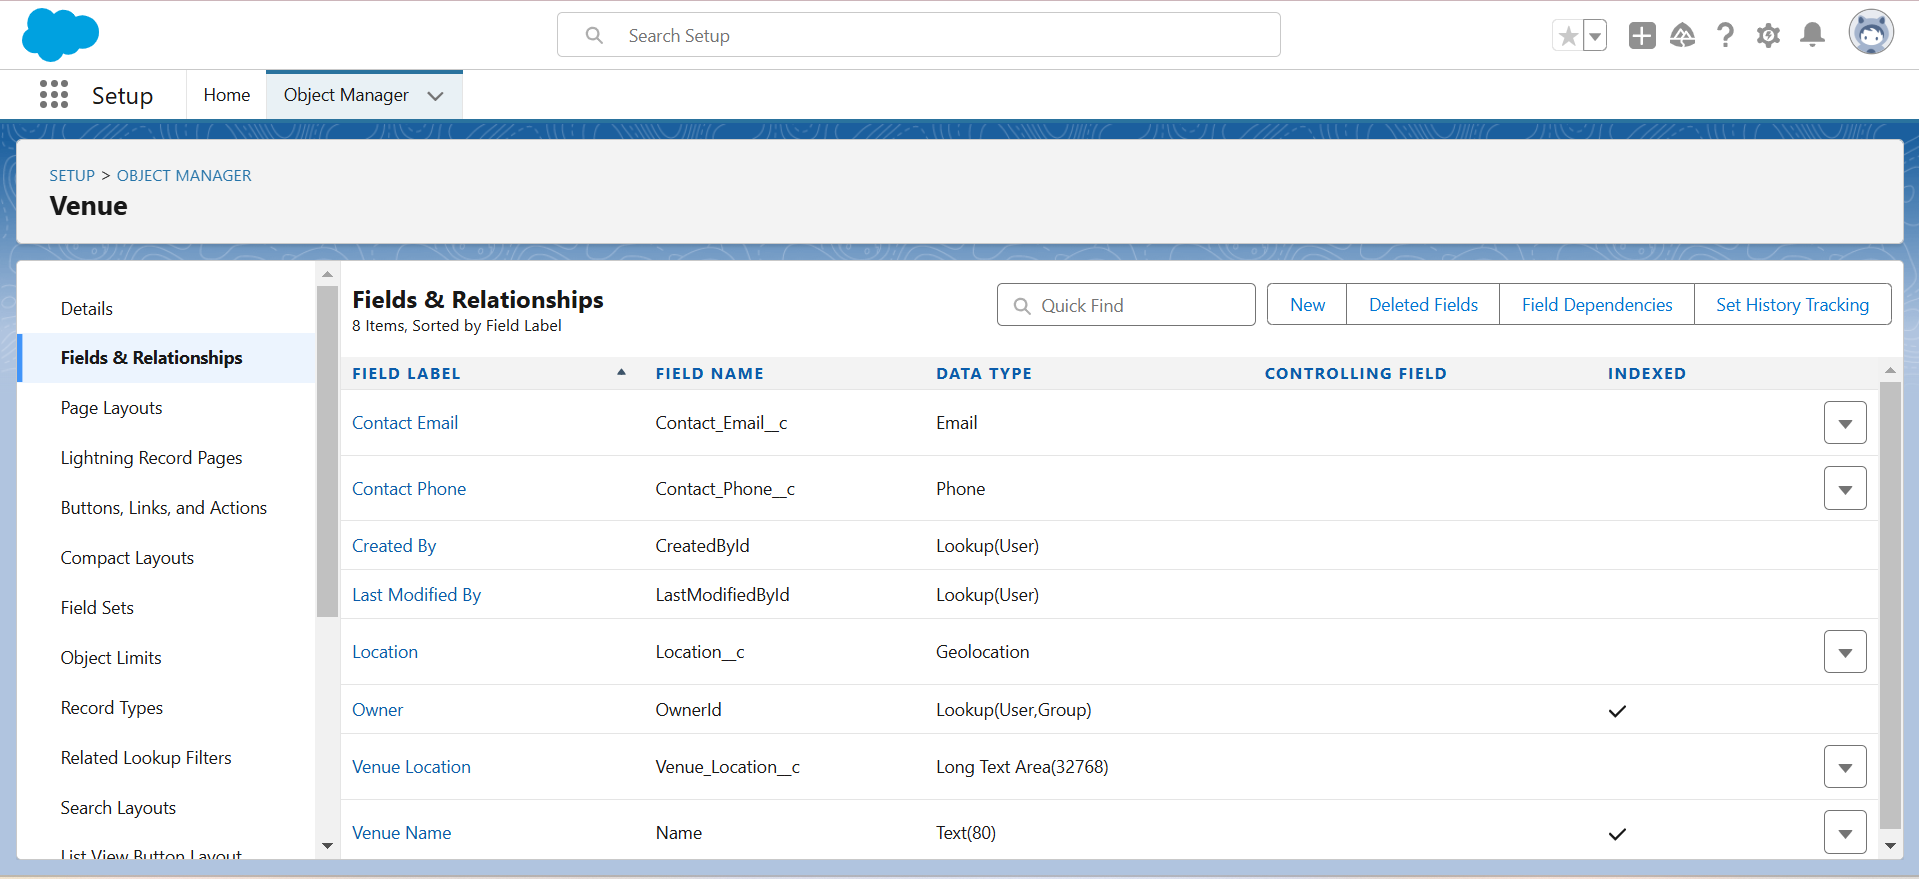 Search Setup
Setup
Home
Object Manager
SETUP > OBJECT MANAGER
Venue
Details
Fields & Relationships
Page Layouts
Lightning Record Pages
Buttons, Links, and Actions
Compact Layouts
Field Sets
Object Limits
Record Types
Related Lookup Filters
Search Layouts
List View Button Layout
Fields & Relationships
8 Items, Sorted by Field Label
Quick Find
New
Deleted Fields
Field Dependencies
Set History Tracking
FIELD LABEL FIELD NAME DATA TYPE CONTROLLING FIELD INDEXED
Contact Email Contact_Email__c Email
Contact Phone Contact_Phone__c Phone
Created By CreatedById Lookup(User)
Last Modified By LastModifiedById Lookup(User)
Location Location__c Geolocation
Owner OwnerId Lookup(User,Group)
Venue Location Venue_Location__c Long Text Area(32768)
Venue Name Name Text(80)